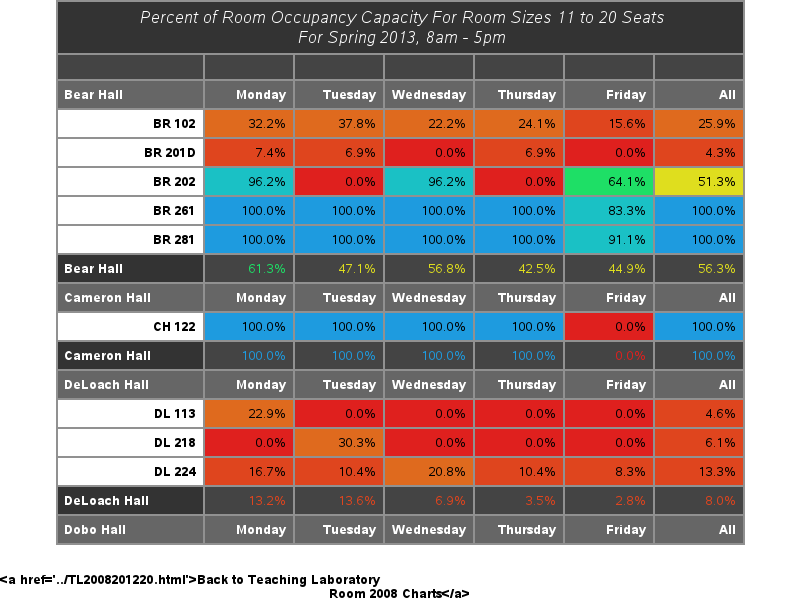 Percent of Room Occupancy Capacity For Room Sizes 11 to 20 Seats
For Spring 2013, 8am - 5pm
Bear Hall Monday Tuesday Wednesday Thursday Friday All
BR 102 32.2% 37.8% 22.2% 24.1% 15.6% 25.9%
BR 201D 7.4% 6.9% 0.0% 6.9% 0.0% 4.3%
BR 202 96.2% 0.0% 96.2% 0.0% 64.1% 51.3%
BR 261 100.0% 100.0% 100.0% 100.0% 83.3% 100.0%
BR 281 100.0% 100.0% 100.0% 100.0% 91.1% 100.0%
Bear Hall 61.3% 47.1% 56.8% 42.5% 44.9% 56.3%
Cameron Hall Monday Tuesday Wednesday Thursday Friday All
CH 122 100.0% 100.0% 100.0% 100.0% 0.0% 100.0%
Cameron Hall 100.0% 100.0% 100.0% 100.0% 0.0% 100.0%
DeLoach Hall Monday Tuesday Wednesday Thursday Friday All
DL 113 22.9% 0.0% 0.0% 0.0% 0.0% 4.6%
DL 218 0.0% 30.3% 0.0% 0.0% 0.0% 6.1%
DL 224 16.7% 10.4% 20.8% 10.4% 8.3% 13.3%
DeLoach Hall 13.2% 13.6% 6.9% 3.5% 2.8% 8.0%
Dobo Hall Monday Tuesday Wednesday Thursday Friday All
<a href='../TL2008201220.html'>Back to Teaching Laboratory
Room 2008 Charts</a>